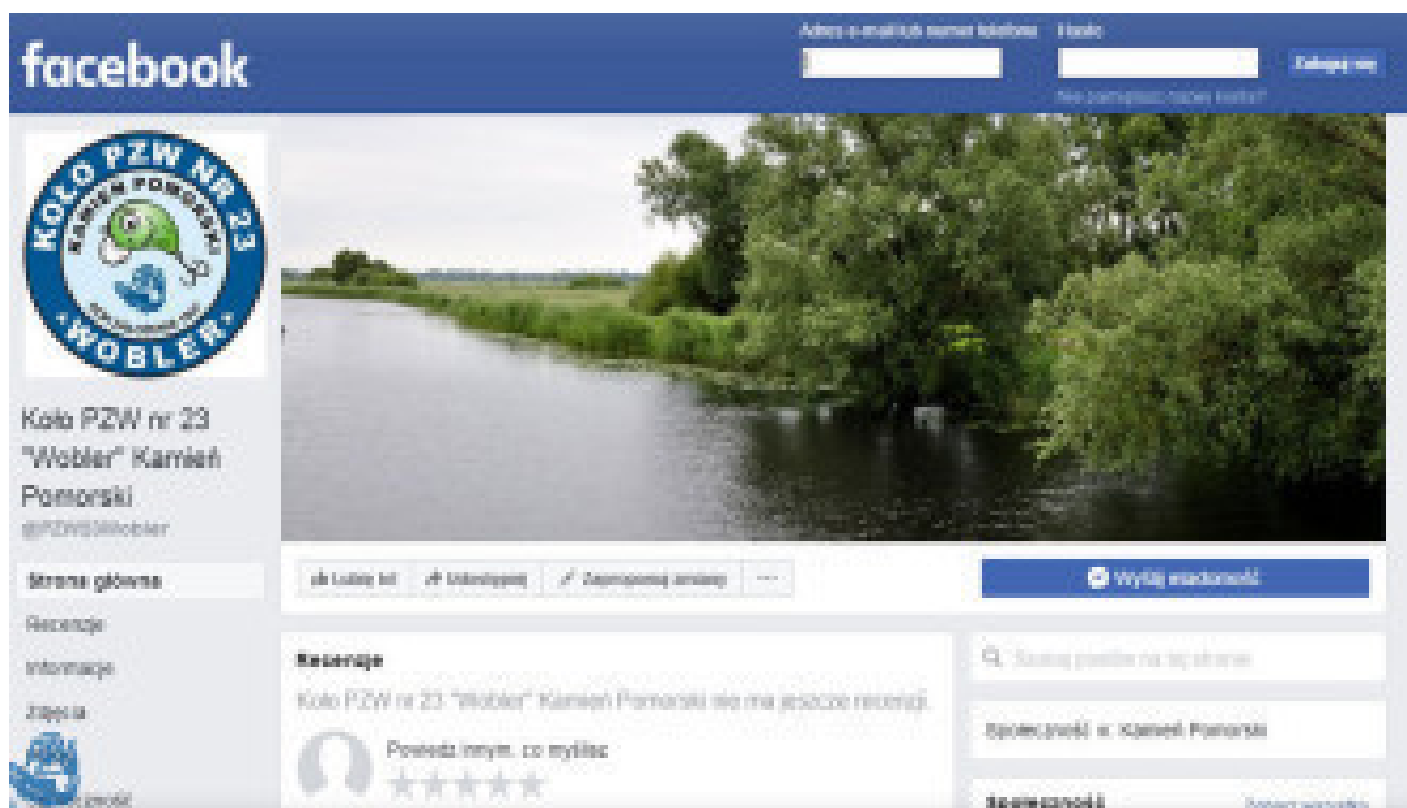 facebook
Adres e-mail lub numer telefonu
Hasło
Zaloguj się
Nie pamiętasz nazwy konta?
KOŁO PZW NR 23
KAMIEŃ POMORSKI
·WOBLER·
Koło PZW nr 23
"Wobler" Kamień
Pomorski
Strona główna
Recenzje
Informacje
Zdjęcia
Lubię to!
Udostępnij
Zaproponuj zmiany
Wyślij wiadomość
Recenzje
Koło PZW nr 23 "Wobler" Kamień Pomorski nie ma jeszcze recenzji.
Powiedz innym, co myślisz
Szukaj postów na tej stronie
Społeczność w: Kamień Pomorski
Społeczność
Zobacz wszystko